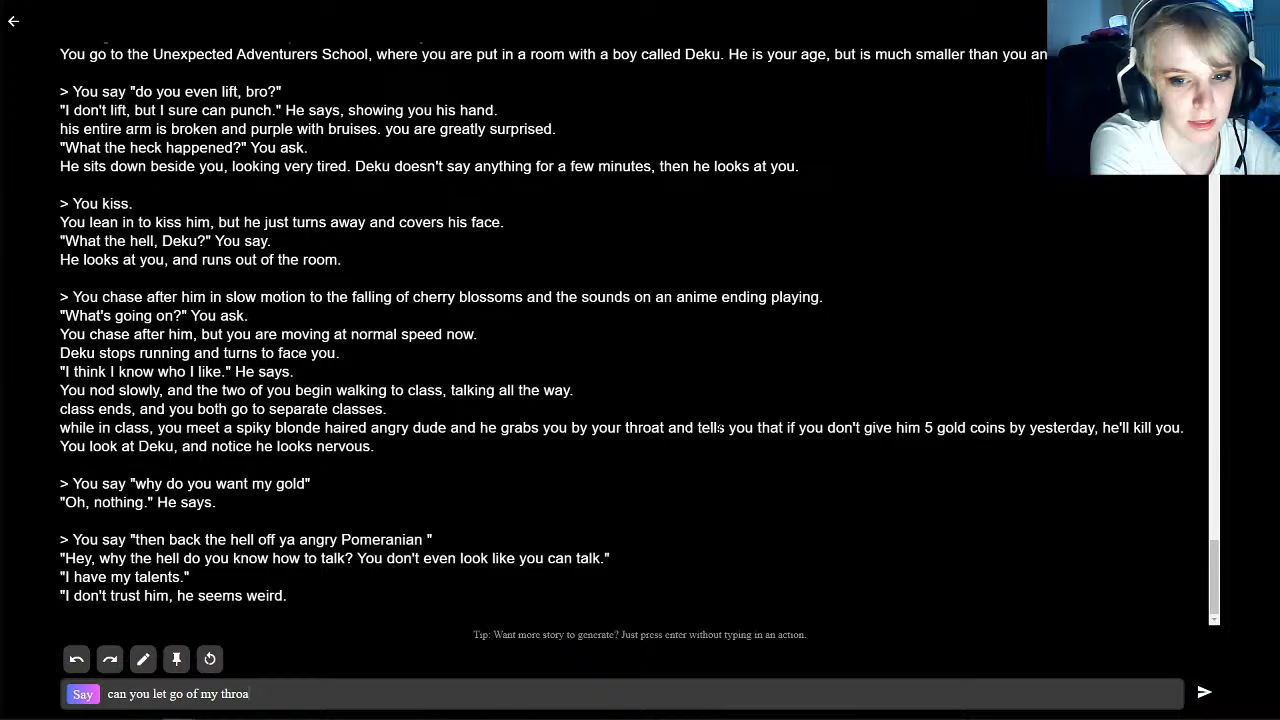 You go to the Unexpected Adventurers School, where you are put in a room with a boy called Deku. He is your age, but is much smaller than you an
> You say "do you even lift, bro?"
"I don't lift, but I sure can punch." He says, showing you his hand.
his entire arm is broken and purple with bruises. you are greatly surprised.
"What the heck happened?" You ask.
He sits down beside you, looking very tired. Deku doesn't say anything for a few minutes, then he looks at you.
> You kiss.
You lean in to kiss him, but he just turns away and covers his face.
"What the hell, Deku?" You say.
He looks at you, and runs out of the room.
> You chase after him in slow motion to the falling of cherry blossoms and the sounds on an anime ending playing.
"What's going on?" You ask.
You chase after him, but you are moving at normal speed now.
Deku stops running and turns to face you.
"I think I know who I like." He says.
You nod slowly, and the two of you begin walking to class, talking all the way.
class ends, and you both go to separate classes.
while in class, you meet a spiky blonde haired angry dude and he grabs you by your throat and tells you that if you don't give him 5 gold coins by yesterday, he'll kill you.
You look at Deku, and notice he looks nervous.
> You say "why do you want my gold"
"Oh, nothing." He says.
> You say "then back the hell off ya angry Pomeranian "
"Hey, why the hell do you know how to talk? You don't even look like you can talk."
"I have my talents."
"I don't trust him, he seems weird.
Tip: Want more story to generate? Just press enter without typing in an action.
Say can you let go of my throa